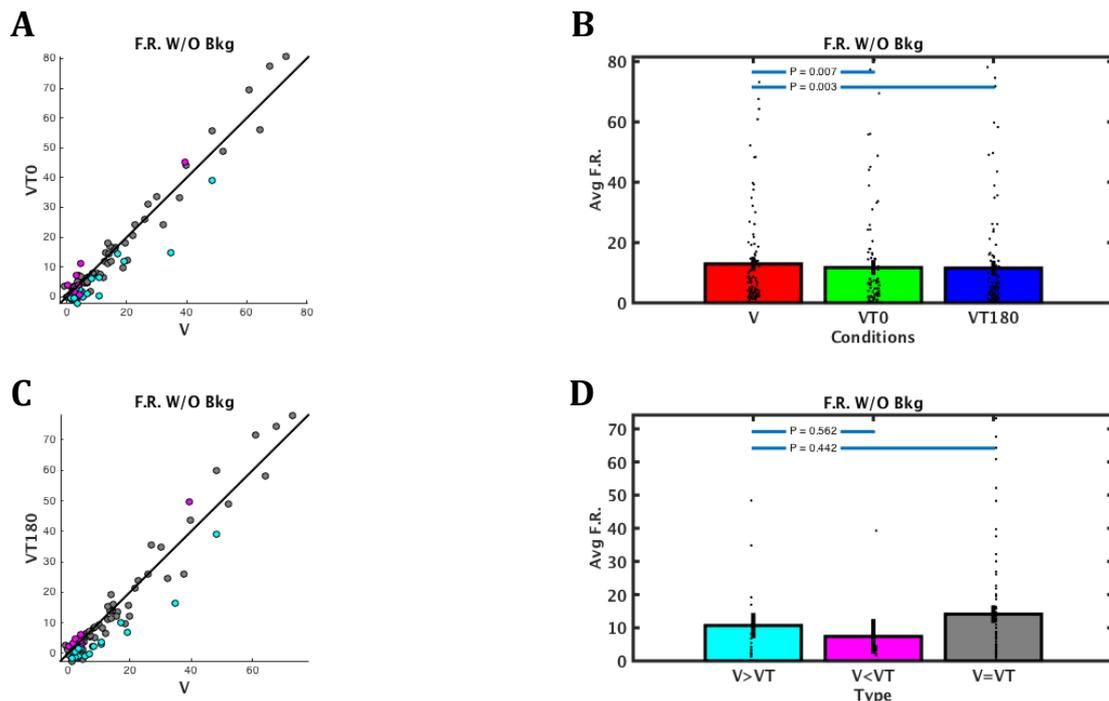 A
F.R. W/O Bkg
80
70
60
50
40
30
20
10
0
VT0
0 20 40 60 80
V
B
F.R. W/O Bkg
80
60
40
20
0
Avg F.R.
P = 0.007
P = 0.003
V VT0 VT180
Conditions
C
F.R. W/O Bkg
70
60
50
40
30
20
10
0
VT180
0 20 40 60
V
D
F.R. W/O Bkg
70
60
50
40
30
20
10
0
Avg F.R.
P = 0.562
P = 0.442
V>VT V<VT V=VT
Type